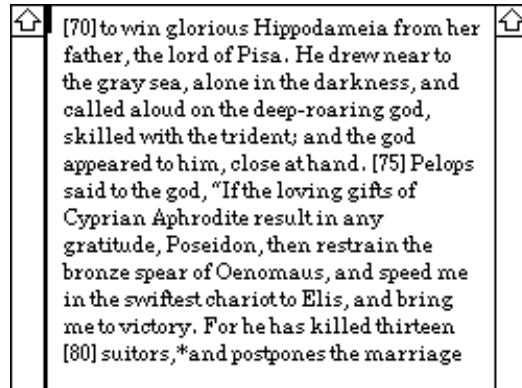 [70] to win glorious Hippodameia from her
father, the lord of Pisa. He drew near to
the gray sea, alone in the darkness, and
called aloud on the deep-roaring god,
skilled with the trident; and the god
appeared to him, close at hand. [75] Pelops
said to the god, “If the loving gifts of
Cyprian Aphrodite result in any
gratitude, Poseidon, then restrain the
bronze spear of Oenomaus, and speed me
in the swiftest chariot to Elis, and bring
me to victory. For he has killed thirteen
[80] suitors,*and postpones the marriage